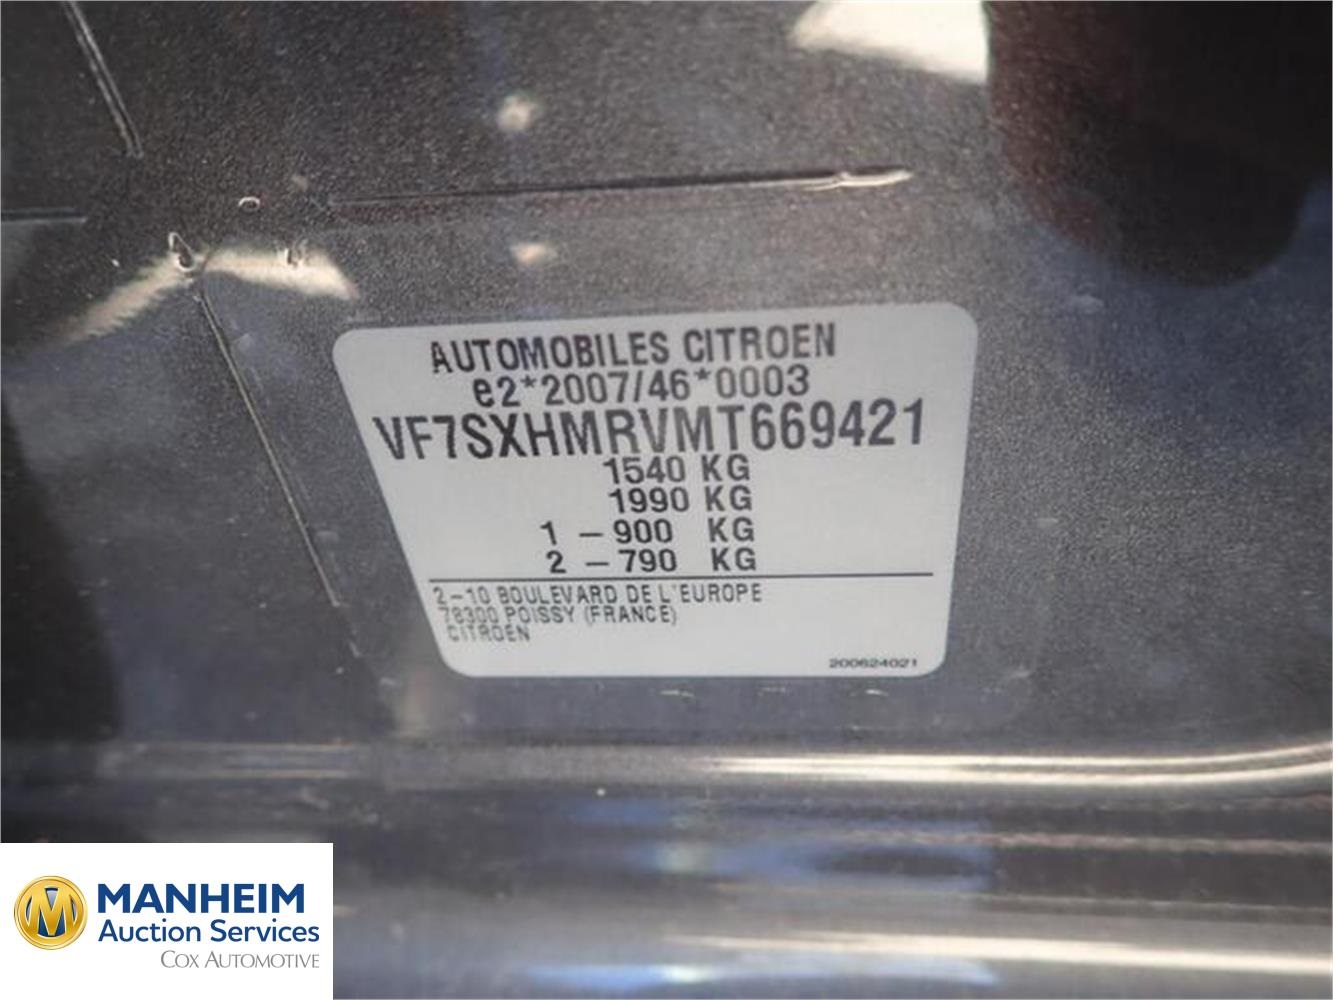 AUTOMOBILES CITROEN
e2*2007/46*0003
VF7SXHMRVMT669421
1540 KG
1990 KG
1 - 900 KG
2 - 790 KG
2-10 BOULEVARD DE L'EUROPE
78300 POISSY (FRANCE)
CITROEN
200624021
MANHEIM
Auction Services
COX AUTOMOTIVE